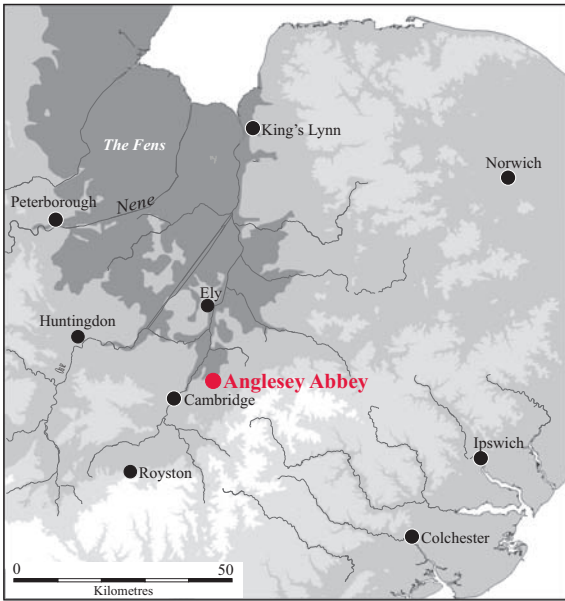 King's Lynn
The Fens
Norwich
Nene
Peterborough
Ely
Huntingdon
Anglesey Abbey
Cambridge
Ipswich
Royston
Colchester
0 50
Kilometres